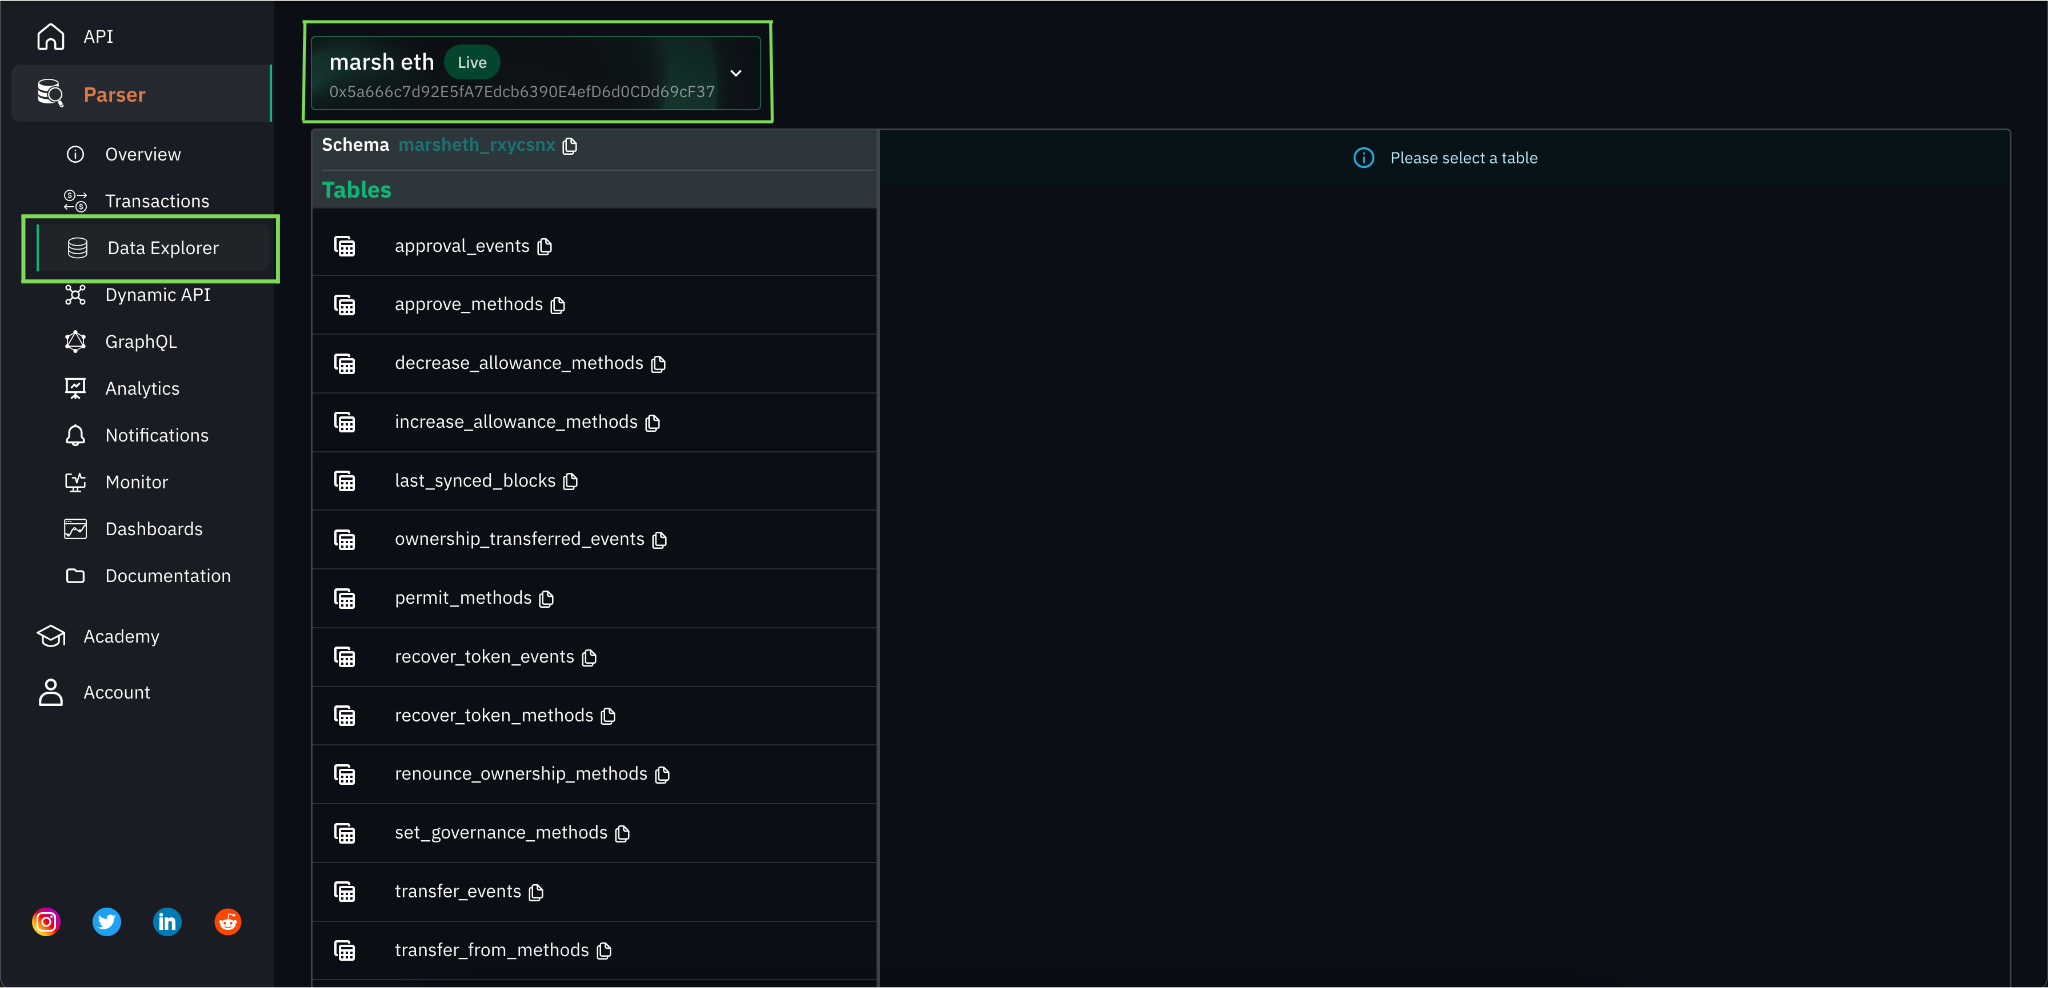 API
Parser
Overview
Transactions
Data Explorer
Dynamic API
GraphQL
Analytics
Notifications
Monitor
Dashboards
Documentation
Academy
Account
marsh eth Live
0x5a666c7d92E5fA7Edcb6390E4efD6d0CDd69cF37
Schema marsheth_rxycsnx
Tables
approval_events
approve_methods
decrease_allowance_methods
increase_allowance_methods
last_synced_blocks
ownership_transferred_events
permit_methods
recover_token_events
recover_token_methods
renounce_ownership_methods
set_governance_methods
transfer_events
transfer_from_methods
Please select a table